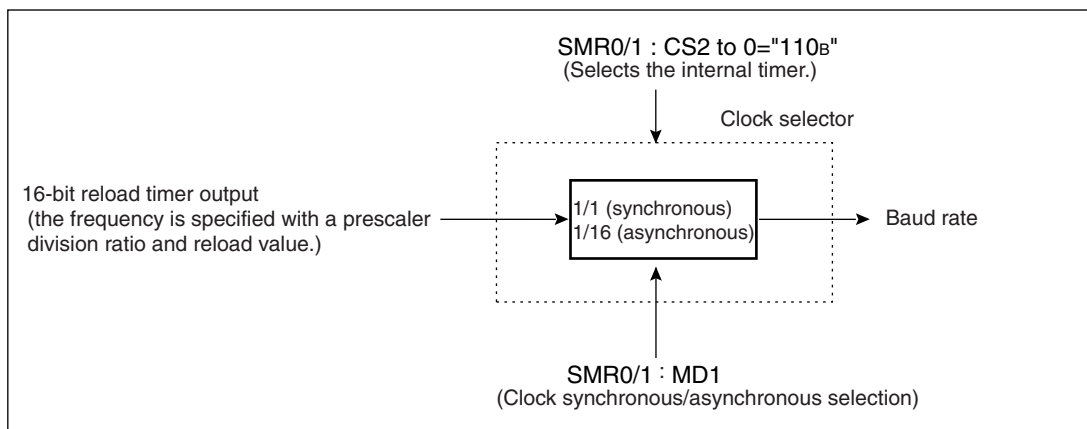 SMR0/1 : CS2 to 0="110B"
(Selects the internal timer.)
Clock selector
16-bit reload timer output
(the frequency is specified with a prescaler
division ratio and reload value.)
1/1 (synchronous)
1/16 (asynchronous)
Baud rate
SMR0/1 : MD1
(Clock synchronous/asynchronous selection)